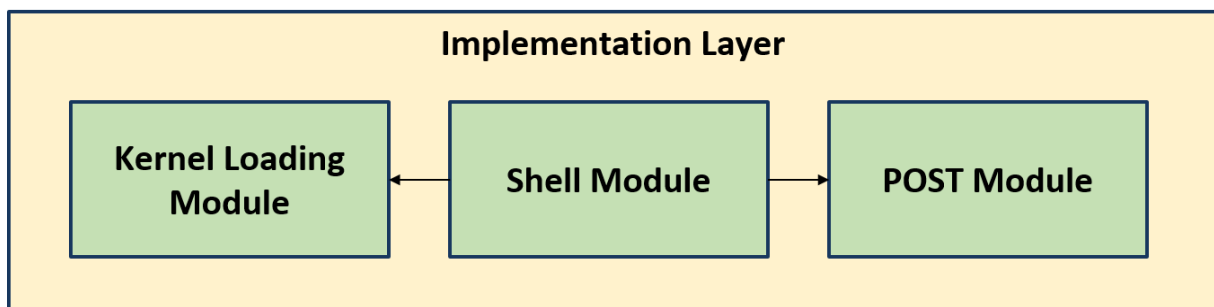 Implementation Layer
Kernel Loading
Module
Shell Module
POST Module